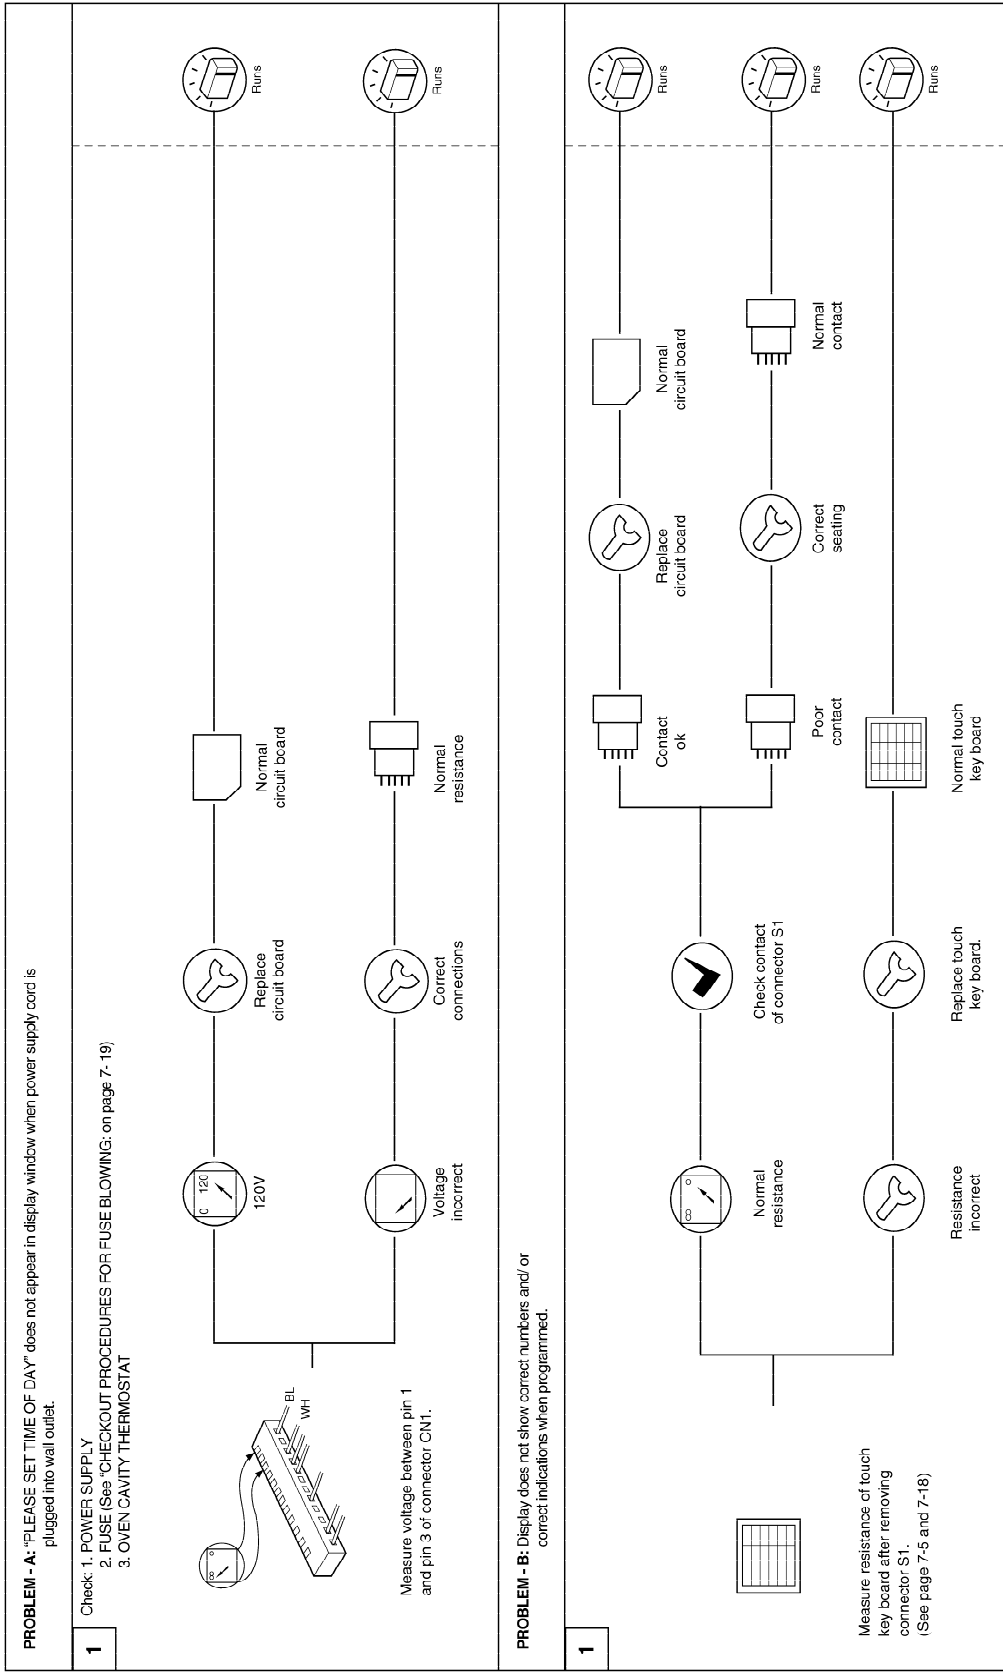 PROBLEM - A: "PLEASE SET TIME OF DAY" does not appear in display window when power supply cord is
plugged into wall outlet.
1
Check: 1. POWER SUPPLY
2. FUSE (See "CHECKOUT PROCEDURES FOR FUSE BLOWING: on page 7-19)
3. OVEN CAVITY THERMOSTAT
∞ 0
BL
WH
Measure voltage between pin 1
and pin 3 of connector CN1.
0 120
120V
Replace
circuit board
Normal
circuit board
Runs
Voltage
incorrect
Correct
connections
Normal
resistance
Runs
PROBLEM - B: Display does not show correct numbers and/ or
correct indications when programmed.
1
Measure resistance of touch
key board after removing
connector S1.
(See page 7-5 and 7-18)
∞ 0
Normal
resistance
Check contact
of connector S1
Contact
ok
Replace
circuit board
Normal
circuit board
Runs
Poor
contact
Correct
seating
Normal
contact
Runs
Resistance
incorrect
Replace touch
key board.
Normal touch
key board
Runs